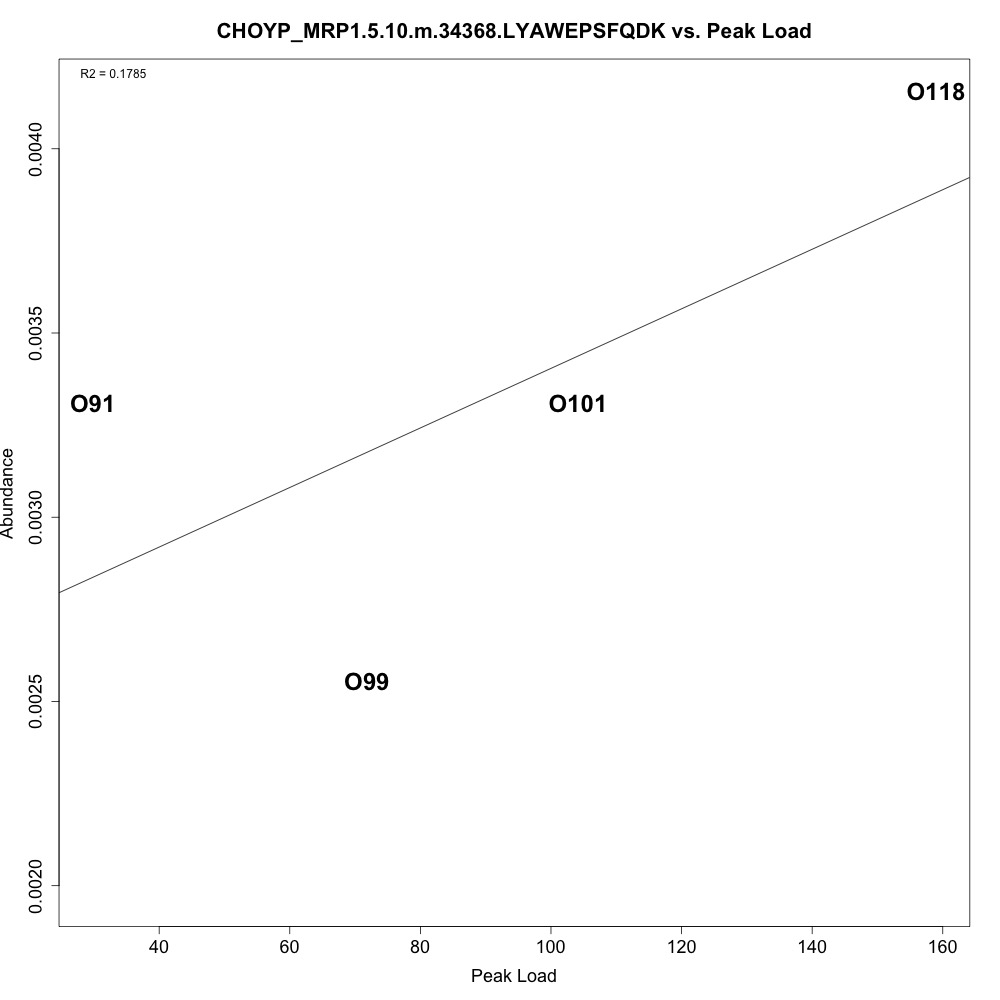 CHOYP_MRP1.5.10.m.34368.LYAWEPSFQDK vs. Peak Load
R2 = 0.1785
O118
0.0040
0.0035
O91
O101
Abundance
0.0030
O99
0.0025
0.0020
40 60 80 100 120 140 160
Peak Load